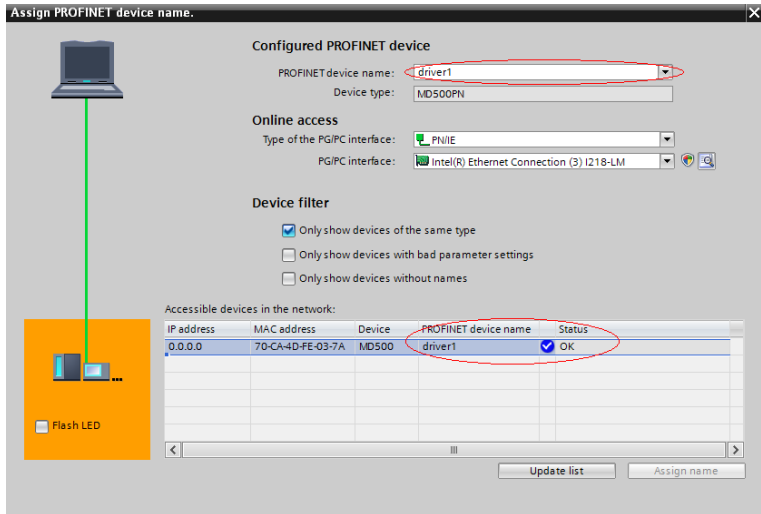 Assign PROFINET device name.
Configured PROFINET device
PROFINET device name: driver1
Device type: MD500PN
Online access
Type of the PG/PC interface: PN/IE
PG/PC interface: Intel(R) Ethernet Connection (3) I218-LM
Device filter
Only show devices of the same type
Only show devices with bad parameter settings
Only show devices without names
Accessible devices in the network:
IP address MAC address Device PROFINET device name Status
0.0.0.0 70-CA-4D-FE-03-7A MD500 driver1 OK
Flash LED
Update list Assign name